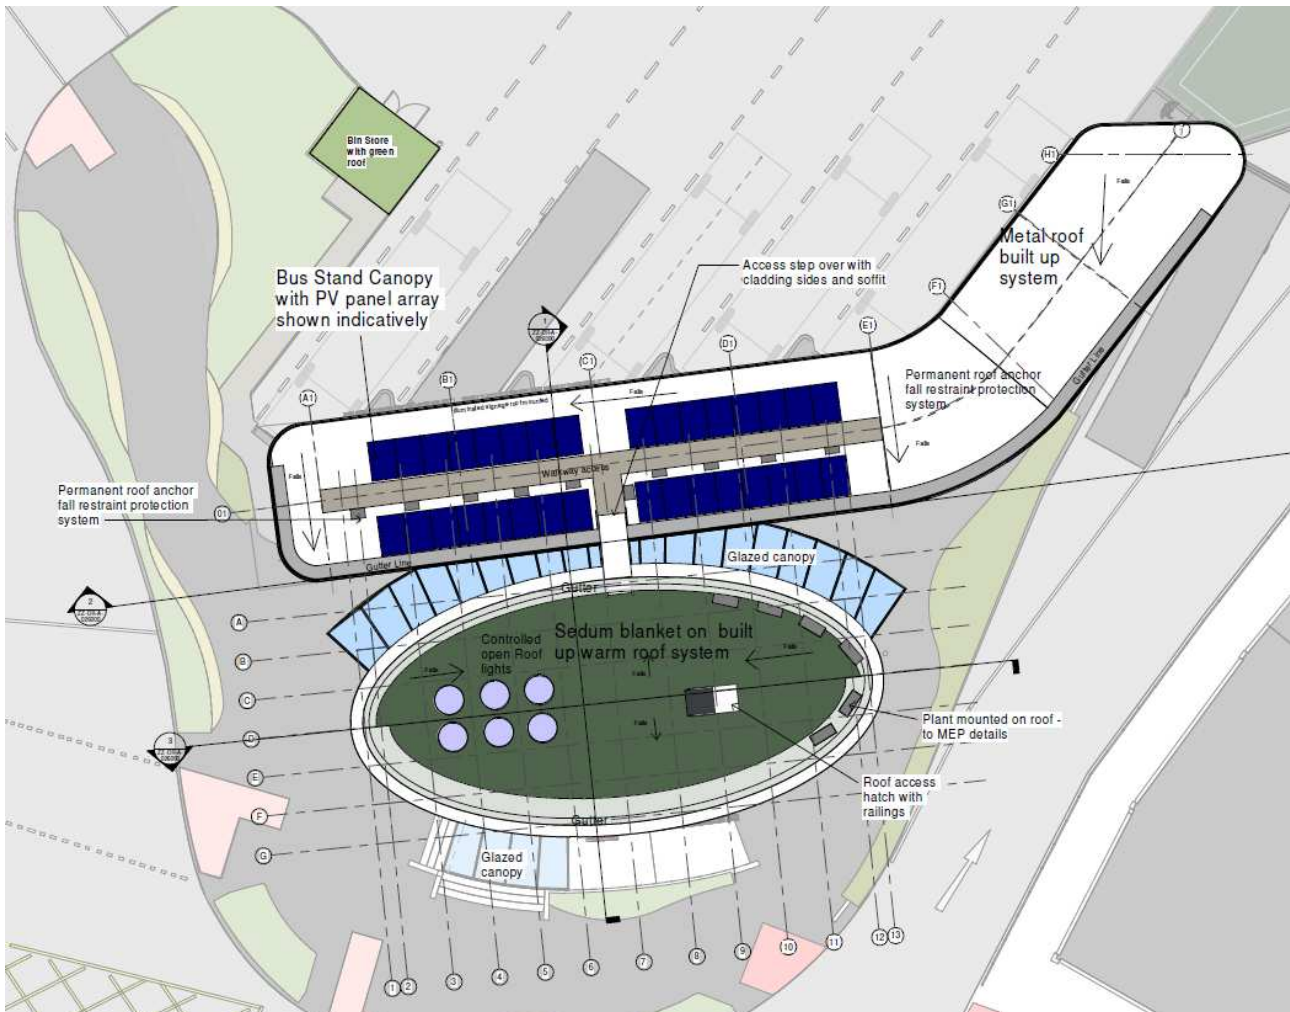 Bin Store
with green
roof
H1
Falls
G1
Metal roof
built up
system
Access step over with
cladding sides and soffit
Bus Stand Canopy
with PV panel array
shown indicatively
F1
1
E1
D1
C1
B1
A1
Permanent roof anchor
fall restraint protection
system
Gutter Line
Falls
Falls
Walkway access
Falls
Permanent roof anchor
fall restraint protection
system
01
Gutter Line
Glazed canopy
Gutter
2
A
Controlled
open Roof
lights
Sedum blanket on built
up warm roof system
B
Falls
Falls
Falls
C
Falls
D
3
Plant mounted on roof -
to MEP details
E
Roof access
hatch with
railings
F
Gutter
G
Glazed
canopy
1
2
3
4
5
6
7
8
9
10
11
12
13